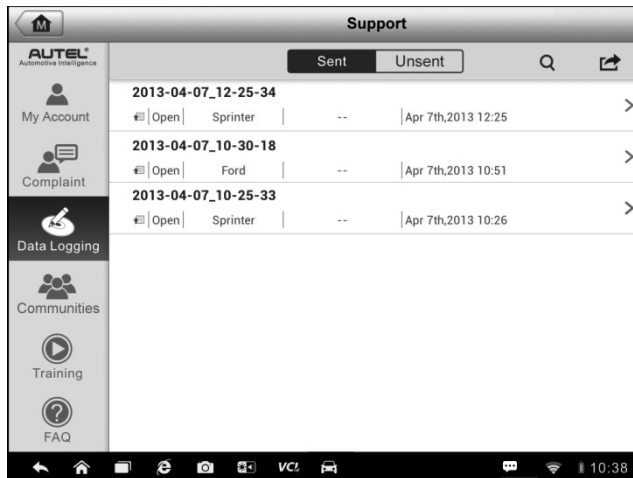 M
Support
AUTEL®
Automotive Intelligence
Sent Unsent
My Account
Complaint
Data Logging
Communities
Training
? FAQ
2013-04-07_12-25-34
Open Sprinter -- Apr 7th,2013 12:25
2013-04-07_10-30-18
Open Ford -- Apr 7th,2013 10:51
2013-04-07_10-25-33
Open Sprinter -- Apr 7th,2013 10:26
VCI 10:38